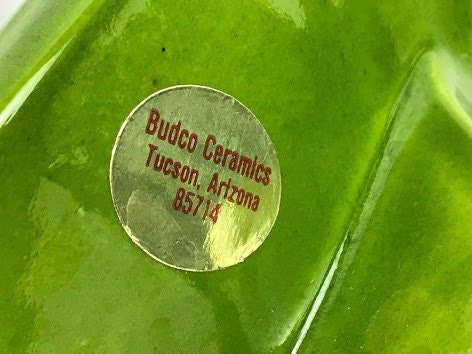 Budco Ceramics
Tucson, Arizona
85714